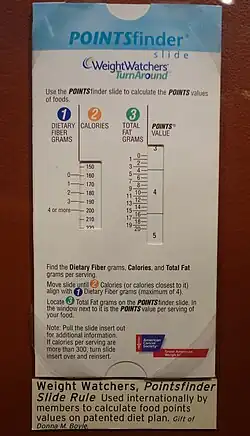 POINTSfinder®
slide
WeightWatchers®
TurnAround™
Use the POINTSfinder slide to calculate the POINTS values
of foods.
1 2 3
DIETARY FIBER GRAMS CALORIES TOTAL FAT GRAMS POINTS® VALUE
3
150
0 160
1 170
2 180
3 190
4 or more 200
210
0
1
2
3
4
5
6
7
8
9
10
11
12
13
14
15
16
17
18
19
20
4
5
Find the Dietary Fiber grams, Calories, and Total Fat
grams per serving.
Move slide until 2 Calories (or calories closest to it)
align with 1 Dietary Fiber grams (maximum of 4).
Locate 3 Total Fat grams on the POINTSfinder slide, in
the window next to it is the POINTS value per serving of
your food.
Note: Pull the slide insert out
for additional information.
If calories per serving are
more than 300, turn slide
insert over and reinsert.
American
Cancer
Society
Great American Weigh In
Weight Watchers, Pointsfinder
Slide Rule Used internationally by
members to calculate food points
values on patented diet plan. Gift of
Donna M. Boyle.